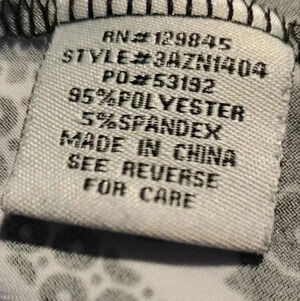 RN#129845
STYLE#3AZN1404
PO#53192
95%POLYESTER
5%SPANDEX
MADE IN CHINA
SEE REVERSE
FOR CARE